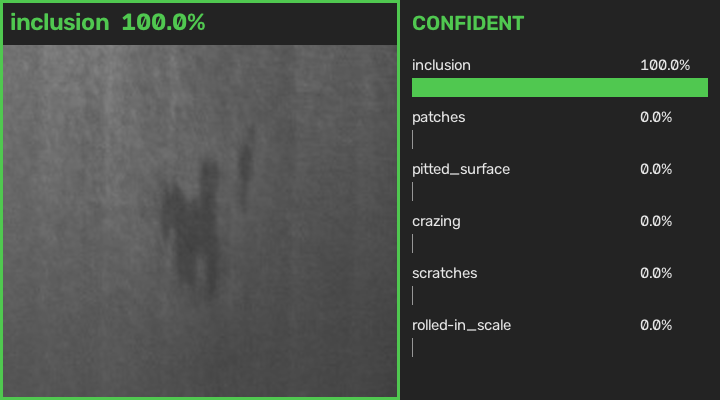 inclusion 100.0%
CONFIDENT
inclusion 100.0%
patches 0.0%
pitted_surface 0.0%
crazing 0.0%
scratches 0.0%
rolled-in_scale 0.0%